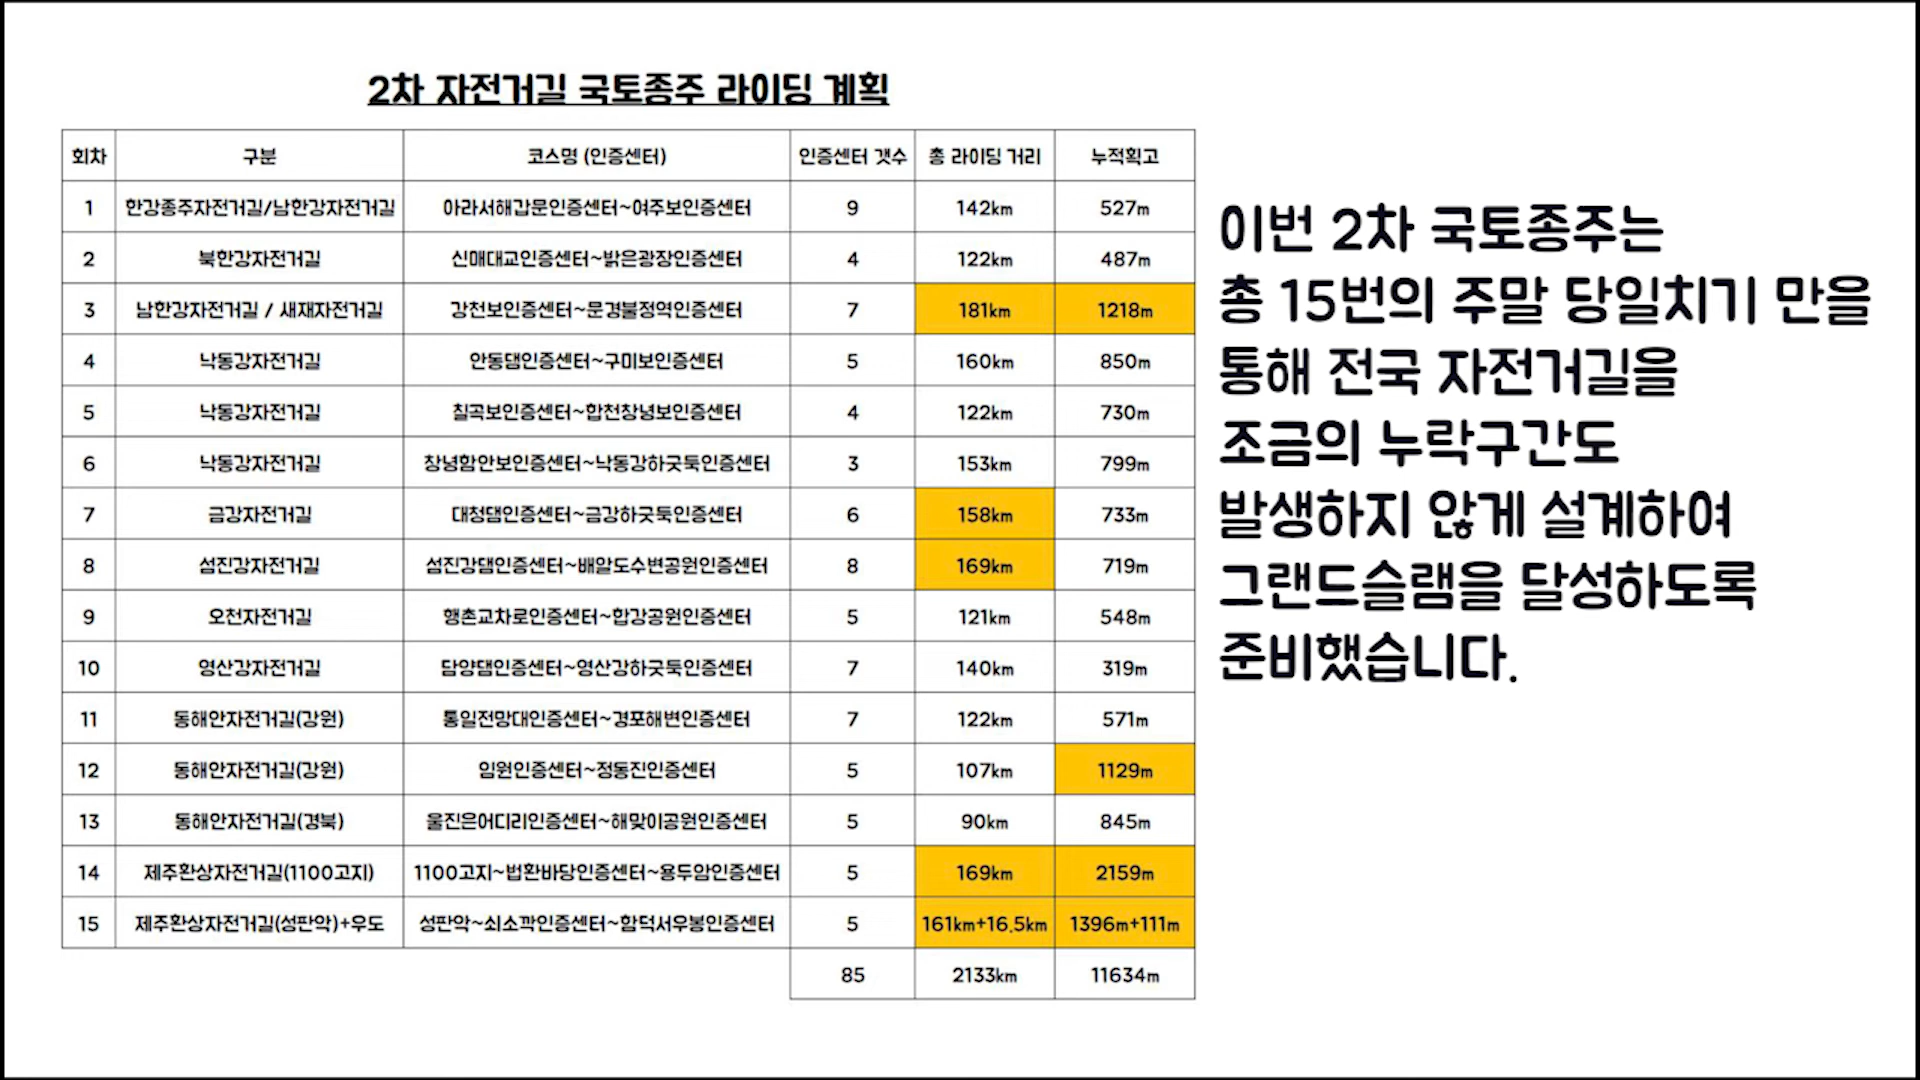 2차 자전거길 국토종주 라이딩 계획
회차 구분 코스명 (인증센터) 인증센터 갯수 총 라이딩 거리 누적획고
1 한강종주자전거길/남한강자전거길 아라서해갑문인증센터~여주보인증센터 9 142km 527m
2 북한강자전거길 신매대교인증센터~밝은광장인증센터 4 122km 487m
3 남한강자전거길 / 새재자전거길 강천보인증센터~문경불정역인증센터 7 181km 1218m
4 낙동강자전거길 안동댐인증센터~구미보인증센터 5 160km 850m
5 낙동강자전거길 칠곡보인증센터~합천창녕보인증센터 4 122km 730m
6 낙동강자전거길 창녕함안보인증센터~낙동강하굿둑인증센터 3 153km 799m
7 금강자전거길 대청댐인증센터~금강하굿둑인증센터 6 158km 733m
8 섬진강자전거길 섬진강댐인증센터~배알도수변공원인증센터 8 169km 719m
9 오천자전거길 행촌교차로인증센터~합강공원인증센터 5 121km 548m
10 영산강자전거길 담양댐인증센터~영산강하굿둑인증센터 7 140km 319m
11 동해안자전거길(강원) 통일전망대인증센터~경포해변인증센터 7 122km 571m
12 동해안자전거길(강원) 임원인증센터~정동진인증센터 5 107km 1129m
13 동해안자전거길(경북) 울진은어다리인증센터~해맞이공원인증센터 5 90km 845m
14 제주환상자전거길(1100고지) 1100고지~법환바당인증센터~용두암인증센터 5 169km 2159m
15 제주환상자전거길(성판악)+우도 성판악~쇠소깍인증센터~함덕서우봉인증센터 5 161km+16.5km 1396m+111m
85 2133km 11634m
이번 2차 국토종주는
총 15번의 주말 당일치기 만을
통해 전국 자전거길을
조금의 누락구간도
발생하지 않게 설계하여
그랜드슬램을 달성하도록
준비했습니다.